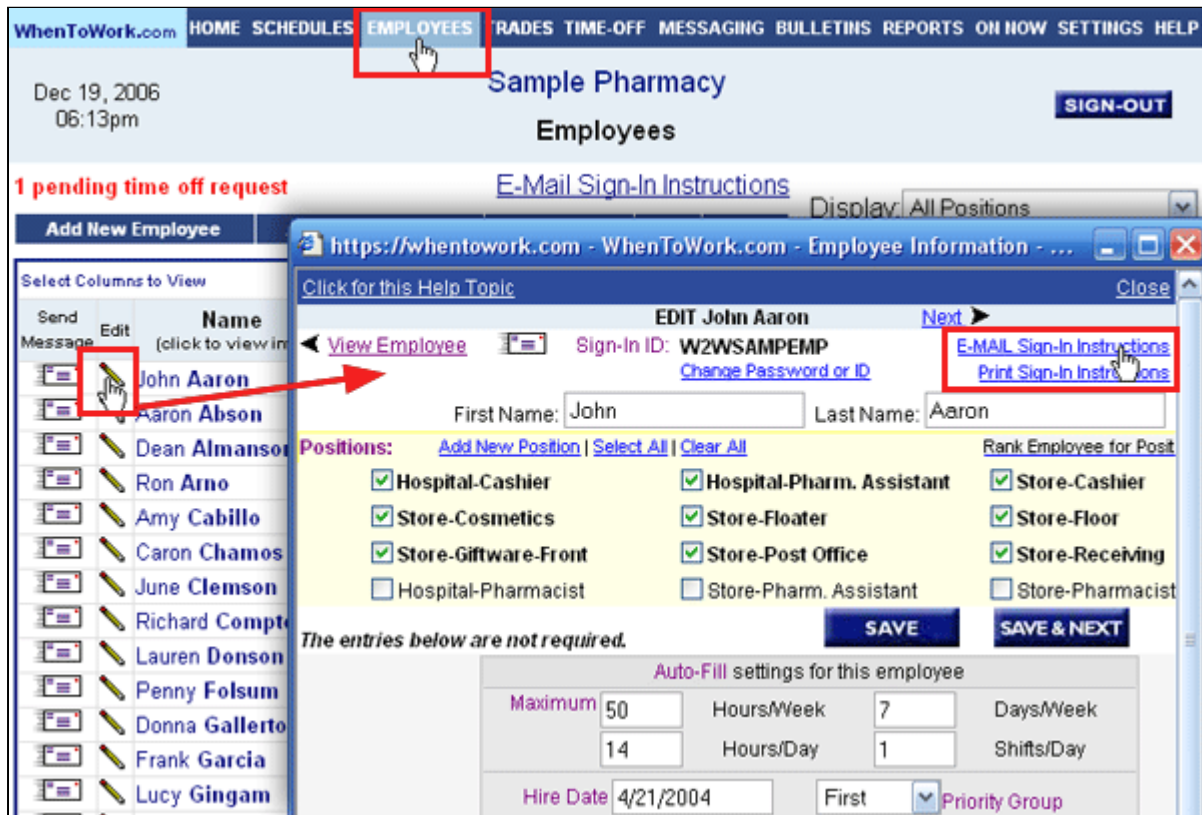 WhenToWork.com HOME SCHEDULES EMPLOYEES TRADES TIME-OFF MESSAGING BULLETINS REPORTS ON NOW SETTINGS HELP
Dec 19, 2006
06:13pm
Sample Pharmacy
Employees
SIGN-OUT
1 pending time off request
E-Mail Sign-In Instructions
Display: All Positions
Add New Employee
https://whentowork.com - WhenToWork.com - Employee Information - ...
Select Columns to View
Click for this Help Topic Close
Send Message Edit Name
(click to view in
EDIT John Aaron Next
View Employee Sign-In ID: W2WSAMPEMP E-MAIL Sign-In Instructions
Change Password or ID Print Sign-In Instructions
First Name: John Last Name: Aaron
Positions: Add New Position | Select All | Clear All Rank Employee for Posit
Hospital-Cashier Hospital-Pharm. Assistant Store-Cashier
Store-Cosmetics Store-Floater Store-Floor
Store-Giftware-Front Store-Post Office Store-Receiving
Hospital-Pharmacist Store-Pharm. Assistant Store-Pharmacist
The entries below are not required. SAVE SAVE & NEXT
Auto-Fill settings for this employee
Maximum 50 Hours/Week 7 Days/Week
14 Hours/Day 1 Shifts/Day
Hire Date 4/21/2004 First Priority Group
John Aaron
Aaron Abson
Dean Almanso
Ron Arno
Amy Cabillo
Caron Chamos
June Clemson
Richard Compt
Lauren Donson
Penny Folsum
Donna Gallerto
Frank Garcia
Lucy Gingam